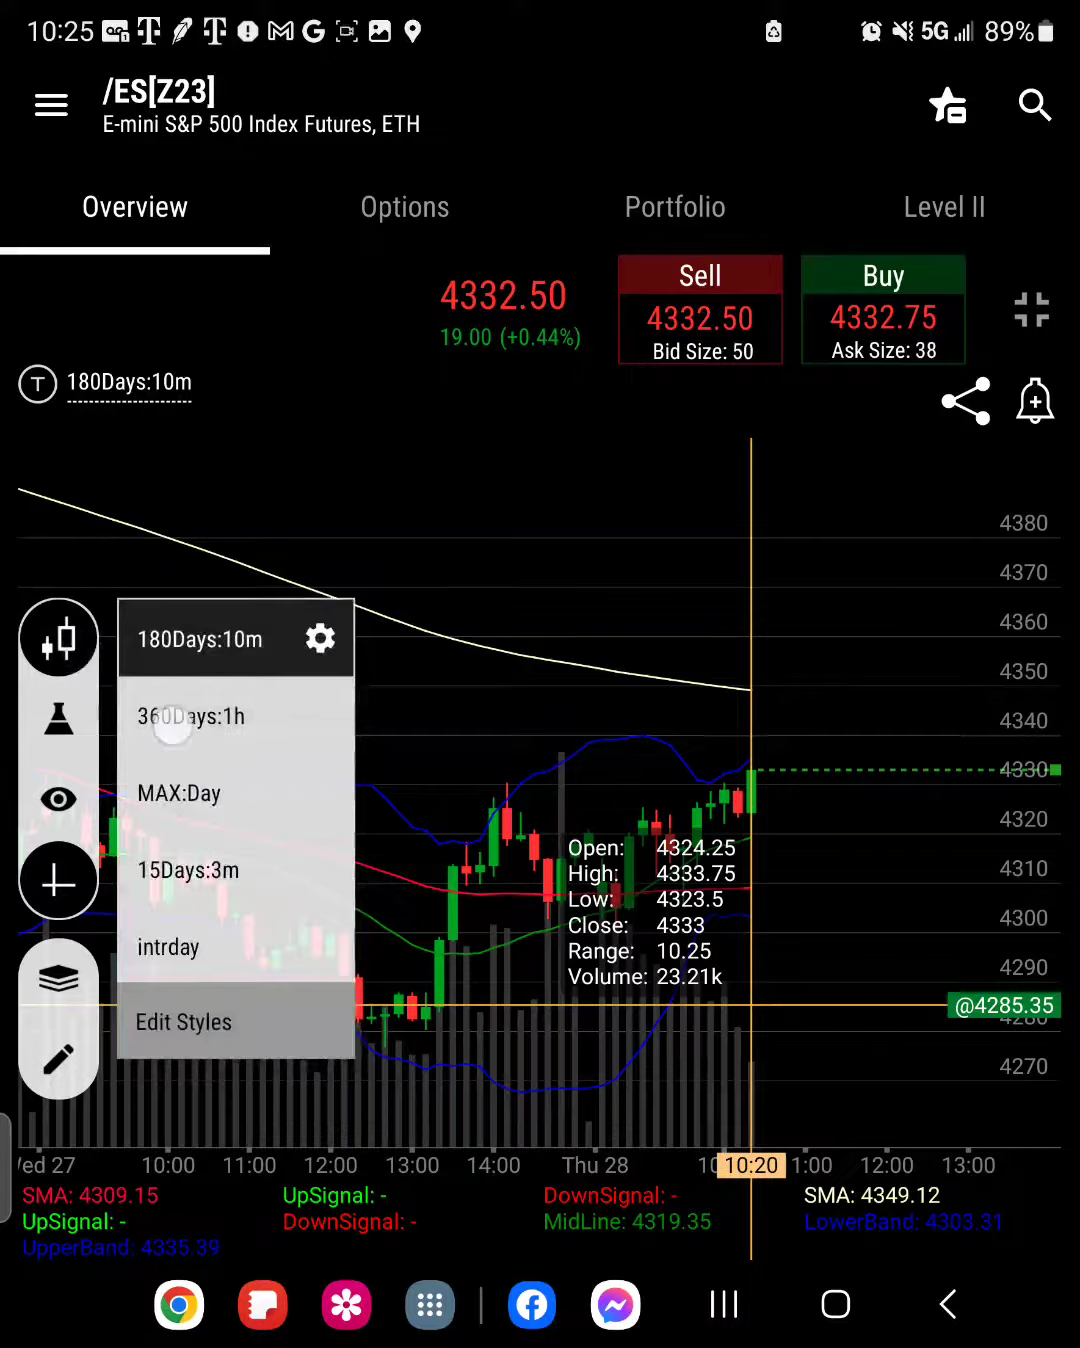 10:25
5G 89%
/ES[Z23]
E-mini S&P 500 Index Futures, ETH
Overview Options Portfolio Level II
4332.50
19.00 (+0.44%)
Sell
4332.50
Bid Size: 50
Buy
4332.75
Ask Size: 38
T 180Days:10m
4380
4370
4360
4350
4340
4330
4320
4310
4300
4290
4280
4270
180Days:10m
360Days:1h
MAX:Day
15Days:3m
intrday
Edit Styles
Open: 4324.25
High: 4333.75
Low: 4323.5
Close: 4333
Range: 10.25
Volume: 23.21k
@4285.35
10:00 11:00 12:00 13:00 14:00 Thu 28 10:20 12:00 13:00
SMA: 4309.15 UpSignal: - DownSignal: - SMA: 4349.12
UpSignal: - DownSignal: - MidLine: 4319.35 LowerBand: 4303.31
UpperBand: 4335.39